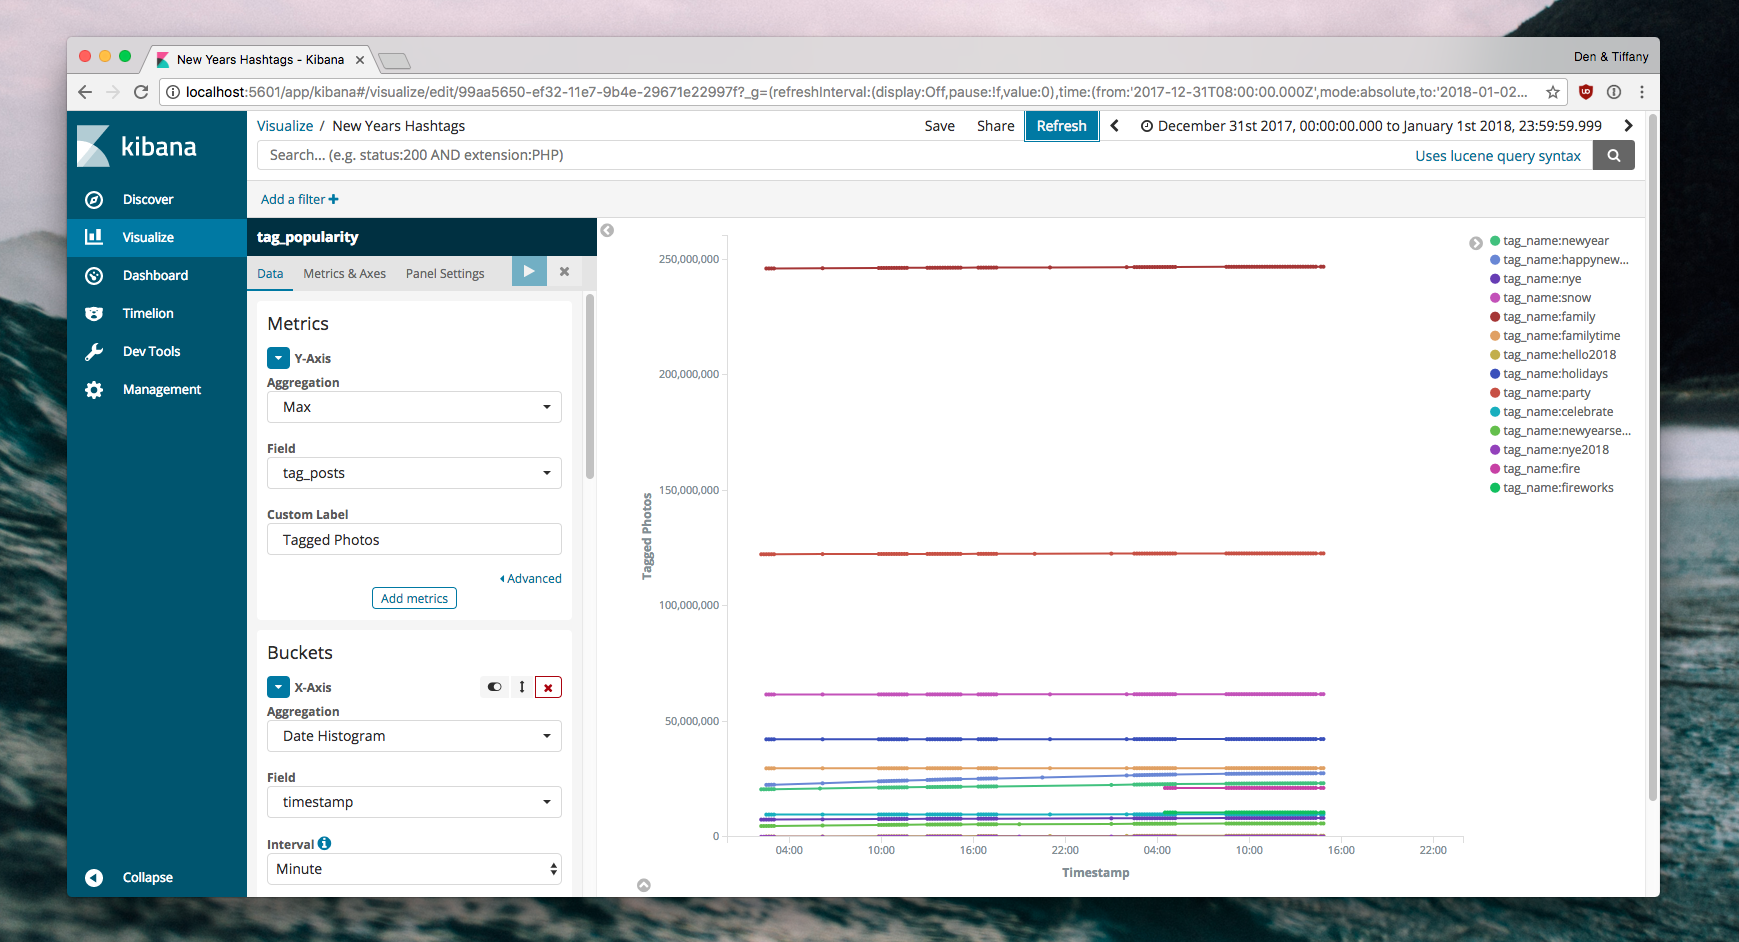 New Years Hashtags - Kibana
Den & Tiffany
localhost:5601/app/kibana#/visualize/edit/99aa5650-ef32-11e7-9b4e-29671e22997f?_g=(refreshInterval:(display:Off,pause:!f,value:0),time:(from:'2017-12-31T08:00:00.000Z',mode:absolute,to:'2018-01-02...
kibana
Discover
Visualize
Dashboard
Timelion
Dev Tools
Management
Collapse
Visualize / New Years Hashtags
Save Share Refresh December 31st 2017, 00:00:00.000 to January 1st 2018, 23:59:59.999
Search... (e.g. status:200 AND extension:PHP)
Uses lucene query syntax
Add a filter +
tag_popularity
Data Metrics & Axes Panel Settings
Metrics
Y-Axis
Aggregation
Max
Field
tag_posts
Custom Label
Tagged Photos
Advanced
Add metrics
Buckets
X-Axis
Aggregation
Date Histogram
Field
timestamp
Interval
Minute
Tagged Photos
250,000,000
200,000,000
150,000,000
100,000,000
50,000,000
0
04:00 10:00 16:00 22:00 04:00 10:00 16:00 22:00
Timestamp
tag_name:newyear
tag_name:happynew...
tag_name:nye
tag_name:snow
tag_name:family
tag_name:familytime
tag_name:hello2018
tag_name:holidays
tag_name:party
tag_name:celebrate
tag_name:newyearse...
tag_name:nye2018
tag_name:fire
tag_name:fireworks